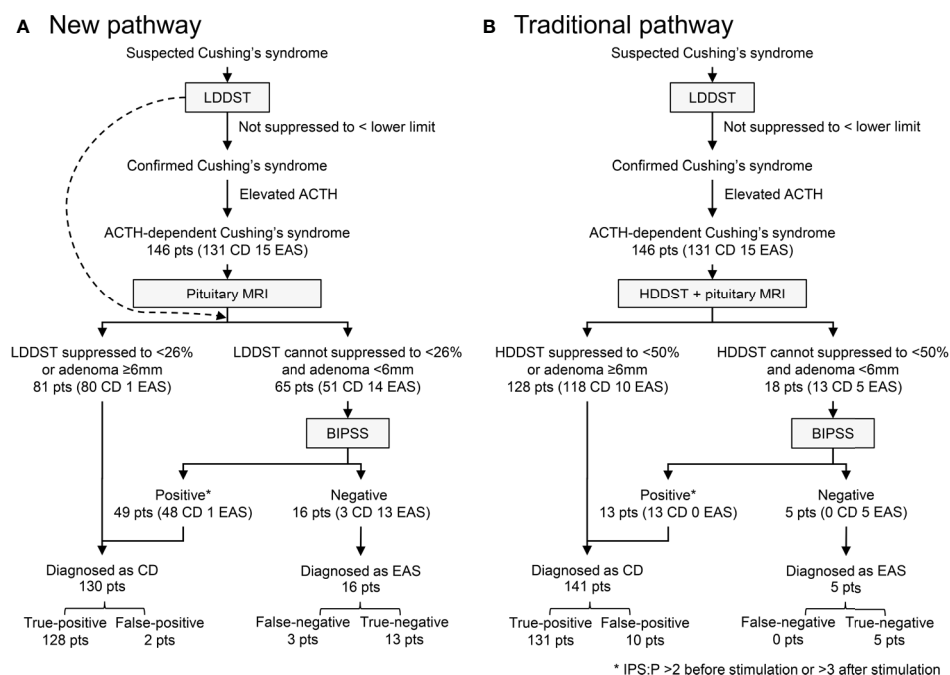 A New pathway
Suspected Cushing's syndrome
LDDST
Not suppressed to < lower limit
Confirmed Cushing's syndrome
Elevated ACTH
ACTH-dependent Cushing's syndrome
146 pts (131 CD 15 EAS)
Pituitary MRI
LDDST suppressed to <26%
or adenoma ≥6mm
81 pts (80 CD 1 EAS)
LDDST cannot suppressed to <26%
and adenoma <6mm
65 pts (51 CD 14 EAS)
BIPSS
Positive*
49 pts (48 CD 1 EAS)
Negative
16 pts (3 CD 13 EAS)
Diagnosed as CD
130 pts
Diagnosed as EAS
16 pts
True-positive
128 pts
False-positive
2 pts
False-negative
3 pts
True-negative
13 pts
B Traditional pathway
Suspected Cushing's syndrome
LDDST
Not suppressed to < lower limit
Confirmed Cushing's syndrome
Elevated ACTH
ACTH-dependent Cushing's syndrome
146 pts (131 CD 15 EAS)
HDDST + pituitary MRI
HDDST suppressed to <50%
or adenoma ≥6mm
128 pts (118 CD 10 EAS)
HDDST cannot suppressed to <50%
and adenoma <6mm
18 pts (13 CD 5 EAS)
BIPSS
Positive*
13 pts (13 CD 0 EAS)
Negative
5 pts (0 CD 5 EAS)
Diagnosed as CD
141 pts
Diagnosed as EAS
5 pts
True-positive
131 pts
False-positive
10 pts
False-negative
0 pts
True-negative
5 pts
* IPS:P >2 before stimulation or >3 after stimulation